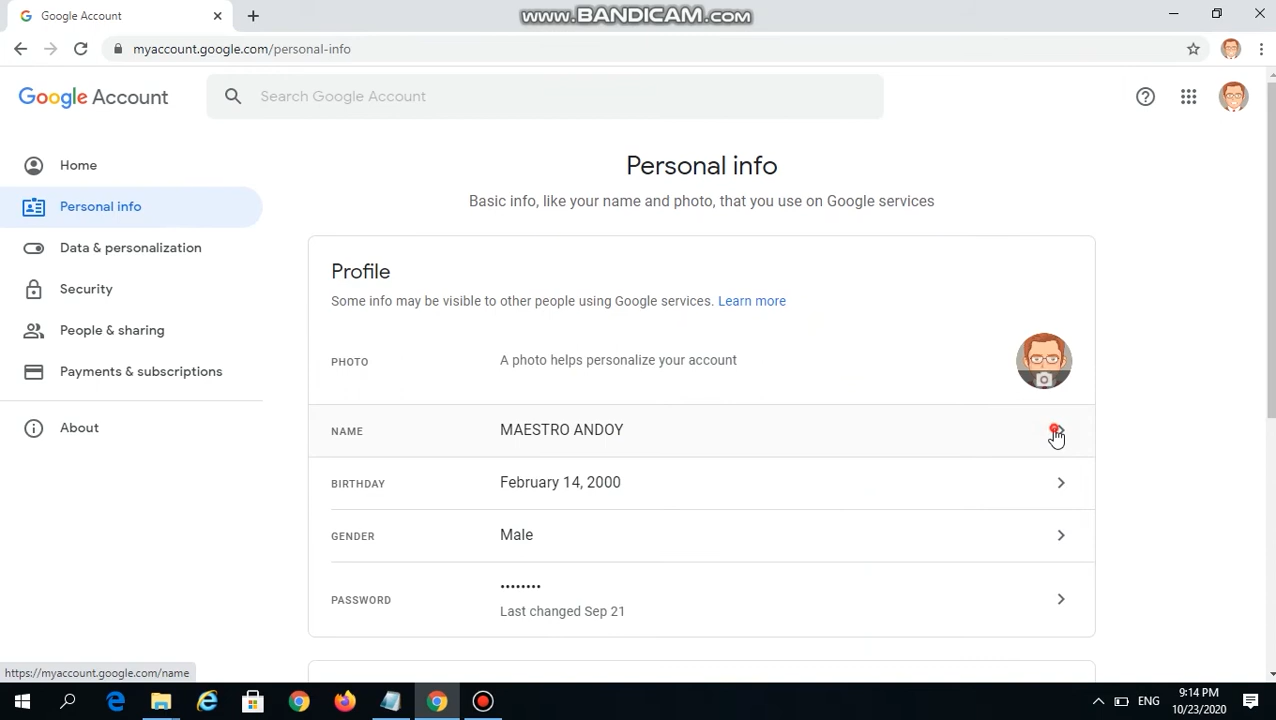 Google Account
www.BANDICAM.com
myaccount.google.com/personal-info
Google Account
Search Google Account
Home
Personal info
Data & personalization
Security
People & sharing
Payments & subscriptions
About
Personal info
Basic info, like your name and photo, that you use on Google services
Profile
Some info may be visible to other people using Google services. Learn more
PHOTO A photo helps personalize your account
NAME MAESTRO ANDOY
BIRTHDAY February 14, 2000
GENDER Male
PASSWORD ••••••••
Last changed Sep 21
https://myaccount.google.com/name
ENG
9:14 PM
10/23/2020